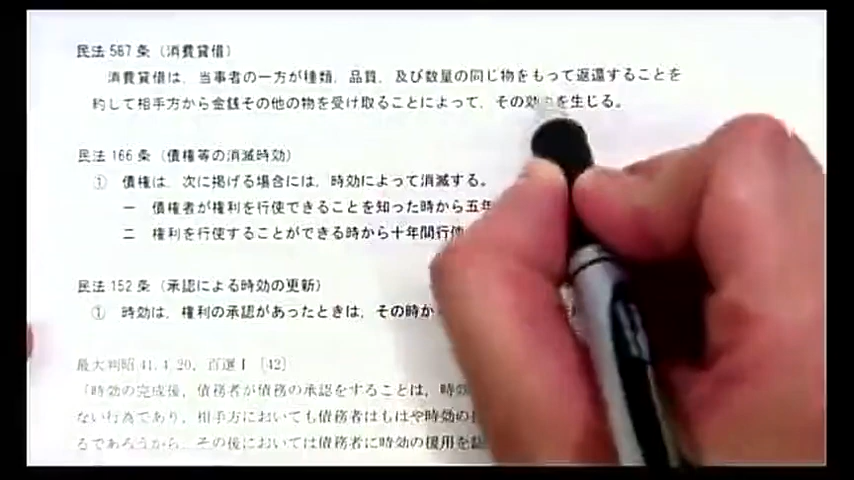 民法 587 条（消費貸借）
消費貸借は、当事者の一方が種類、品質、及び数量の同じ物をもって返還することを
約して相手方から金銭その他の物を受け取ることによって、その効力を生じる。
民法 166 条（債権等の消滅時効）
① 債権は、次に掲げる場合には、時効によって消滅する。
一 債権者が権利を行使できることを知った時から五年
二 権利を行使することができる時から十年間行使
民法 152 条（承認による時効の更新）
① 時効は、権利の承認があったときは、その時か
最大判昭 41.4.20、百選Ⅰ［42］
「時効の完成後、債務者が債務の承認をすることは、時効
ない行為であり、相手方においても債務者はもはや時効の
るであろうから、その後においては債務者に時効の援用を認